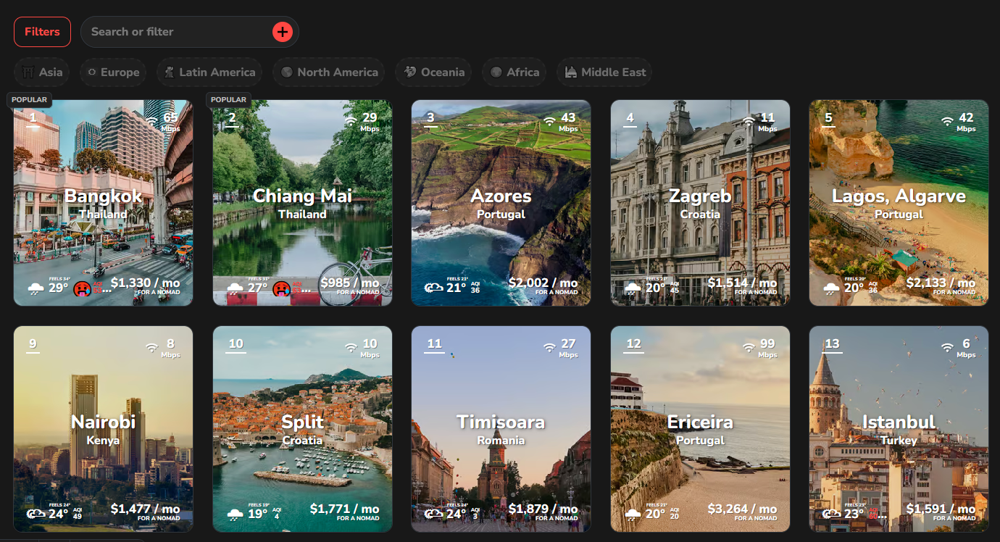 Filters
Search or filter
Asia
Europe
Latin America
North America
Oceania
Africa
Middle East
POPULAR
1
65
Mbps
Bangkok
Thailand
FEELS 34°
29°
AQI
$1,330 / mo
FOR A NOMAD
POPULAR
2
29
Mbps
Chiang Mai
Thailand
FEELS 31°
27°
$985 / mo
FOR A NOMAD
3
43
Mbps
Azores
Portugal
FEELS 21°
21°
AQI
36
$2,002 / mo
FOR A NOMAD
4
11
Mbps
Zagreb
Croatia
FEELS 21°
20°
AQI
45
$1,514 / mo
FOR A NOMAD
5
42
Mbps
Lagos, Algarve
Portugal
FEELS 20°
20°
AQI
36
$2,133 / mo
FOR A NOMAD
9
8
Mbps
Nairobi
Kenya
FEELS 24°
24°
AQI
49
$1,477 / mo
FOR A NOMAD
10
10
Mbps
Split
Croatia
FEELS 19°
19°
AQI
4
$1,771 / mo
FOR A NOMAD
11
27
Mbps
Timisoara
Romania
FEELS 24°
24°
AQI
3
$1,879 / mo
FOR A NOMAD
12
99
Mbps
Ericeira
Portugal
FEELS 21°
20°
AQI
20
$3,264 / mo
FOR A NOMAD
13
6
Mbps
Istanbul
Turkey
FEELS 23°
23°
$1,591 / mo
FOR A NOMAD